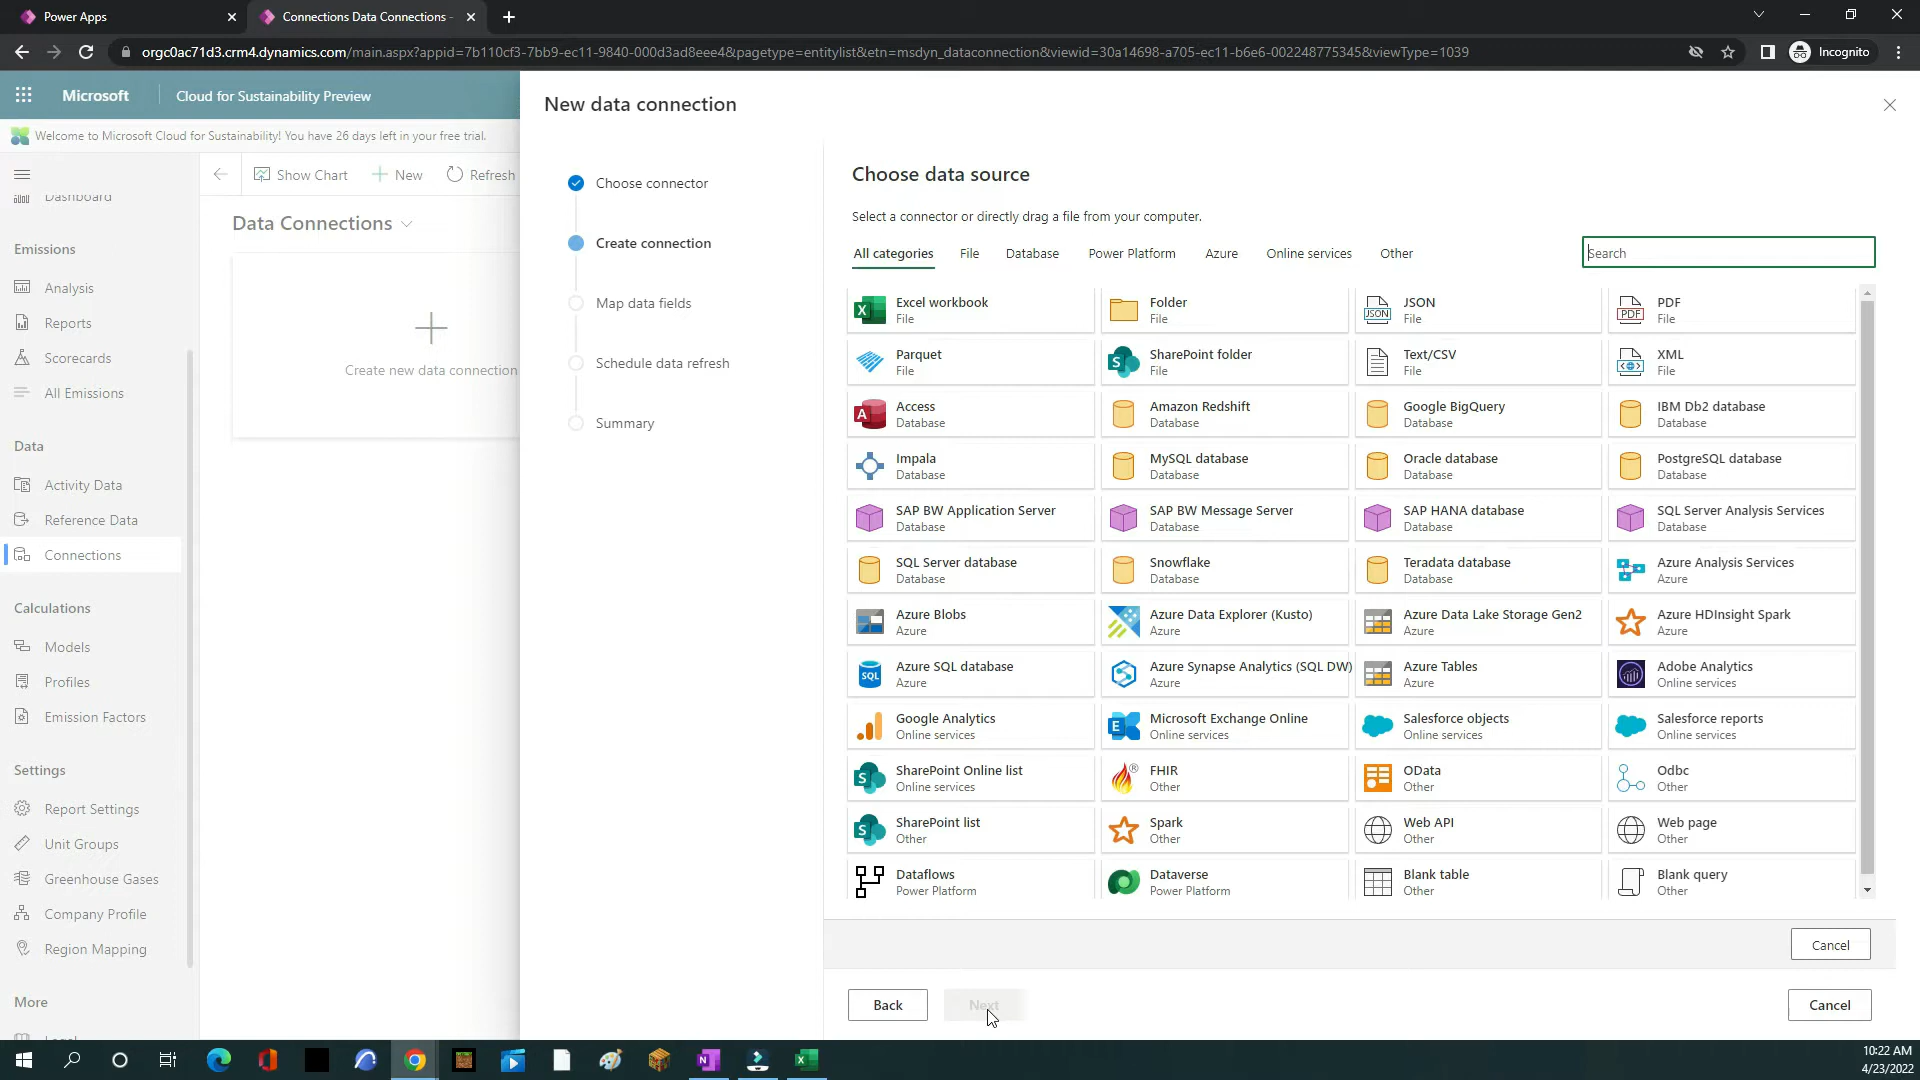 Power Apps
Connections Data Connections -
orgc0ac71d3.crm4.dynamics.com/main.aspx?appid=7b110cf3-7bb9-ec11-9840-000d3ad8eee4&pagetype=entitylist&etn=msdyn_dataconnection&viewid=30a14698-a705-ec11-b6e6-002248775345&viewType=1039
Incognito
Microsoft
Cloud for Sustainability Preview
Welcome to Microsoft Cloud for Sustainability! You have 26 days left in your free trial.
Show Chart
New
Refresh
Dashboard
Emissions
Analysis
Reports
Scorecards
All Emissions
Data
Activity Data
Reference Data
Connections
Calculations
Models
Profiles
Emission Factors
Settings
Report Settings
Unit Groups
Greenhouse Gases
Company Profile
Region Mapping
More
Data Connections
Create new data connection
New data connection
Choose connector
Create connection
Map data fields
Schedule data refresh
Summary
Choose data source
Select a connector or directly drag a file from your computer.
All categories
File
Database
Power Platform
Azure
Online services
Other
Search
Excel workbook
File
Folder
File
JSON
JSON
File
PDF
PDF
File
Parquet
File
S
SharePoint folder
File
Text/CSV
File
XML
File
A
Access
Database
Amazon Redshift
Database
Google BigQuery
Database
IBM Db2 database
Database
Impala
Database
MySQL database
Database
Oracle database
Database
PostgreSQL database
Database
SAP BW Application Server
Database
SAP BW Message Server
Database
SAP HANA database
Database
SQL Server Analysis Services
Database
SQL Server database
Database
Snowflake
Database
Teradata database
Database
Azure Analysis Services
Azure
Azure Blobs
Azure
Azure Data Explorer (Kusto)
Azure
Azure Data Lake Storage Gen2
Azure
Azure HDInsight Spark
Azure
SQL
Azure SQL database
Azure
Azure Synapse Analytics (SQL DW)
Azure
Azure Tables
Azure
Adobe Analytics
Online services
Google Analytics
Online services
E
Microsoft Exchange Online
Online services
Salesforce objects
Online services
Salesforce reports
Online services
S
SharePoint Online list
Online services
FHIR
Other
OData
Other
Odbc
Other
S
SharePoint list
Other
Spark
Other
Web API
Other
Web page
Other
Dataflows
Power Platform
Dataverse
Power Platform
Blank table
Other
Blank query
Other
Cancel
Back
Next
Cancel
10:22 AM
4/23/2022